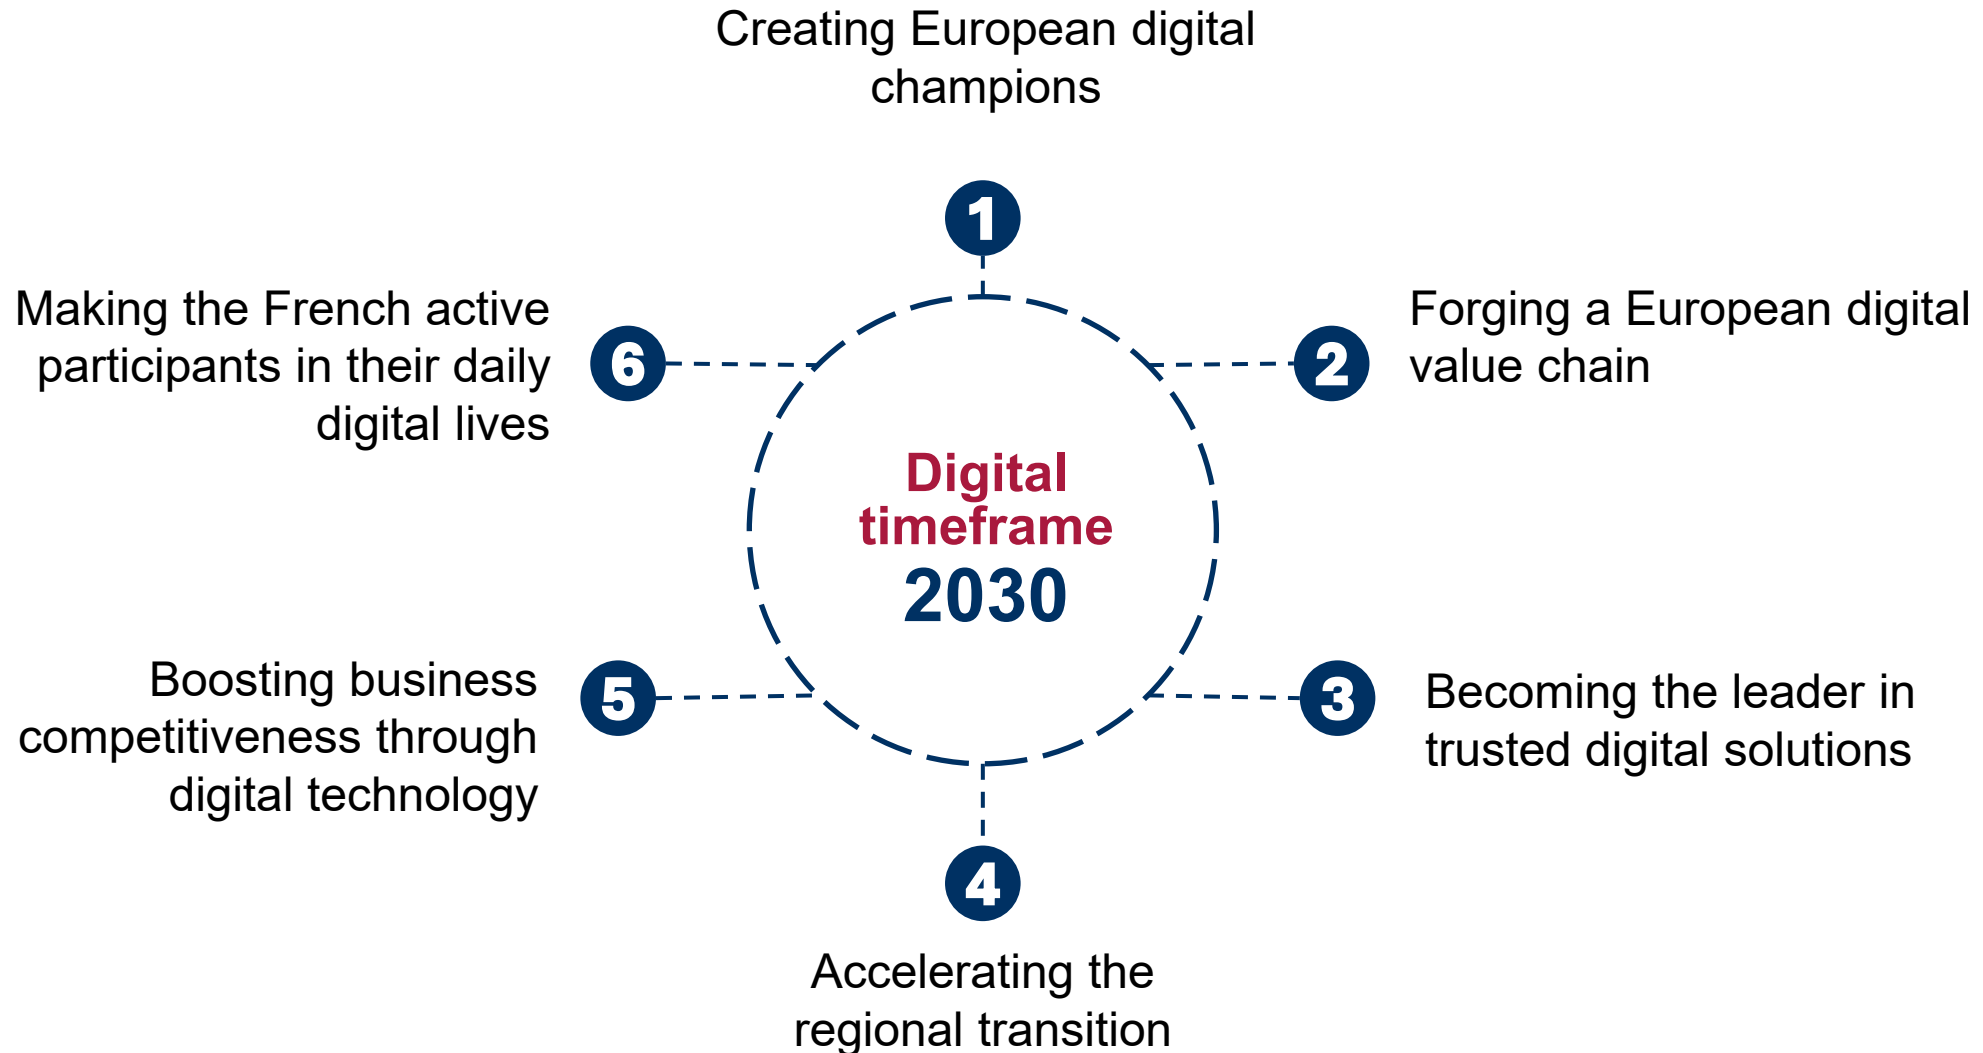 Creating European digital
champions
1
Making the French active
participants in their daily
digital lives
6
2
Forging a European digital
value chain
Digital
timeframe
2030
Boosting business
competitiveness through
digital technology
5
3
Becoming the leader in
trusted digital solutions
4
Accelerating the
regional transition